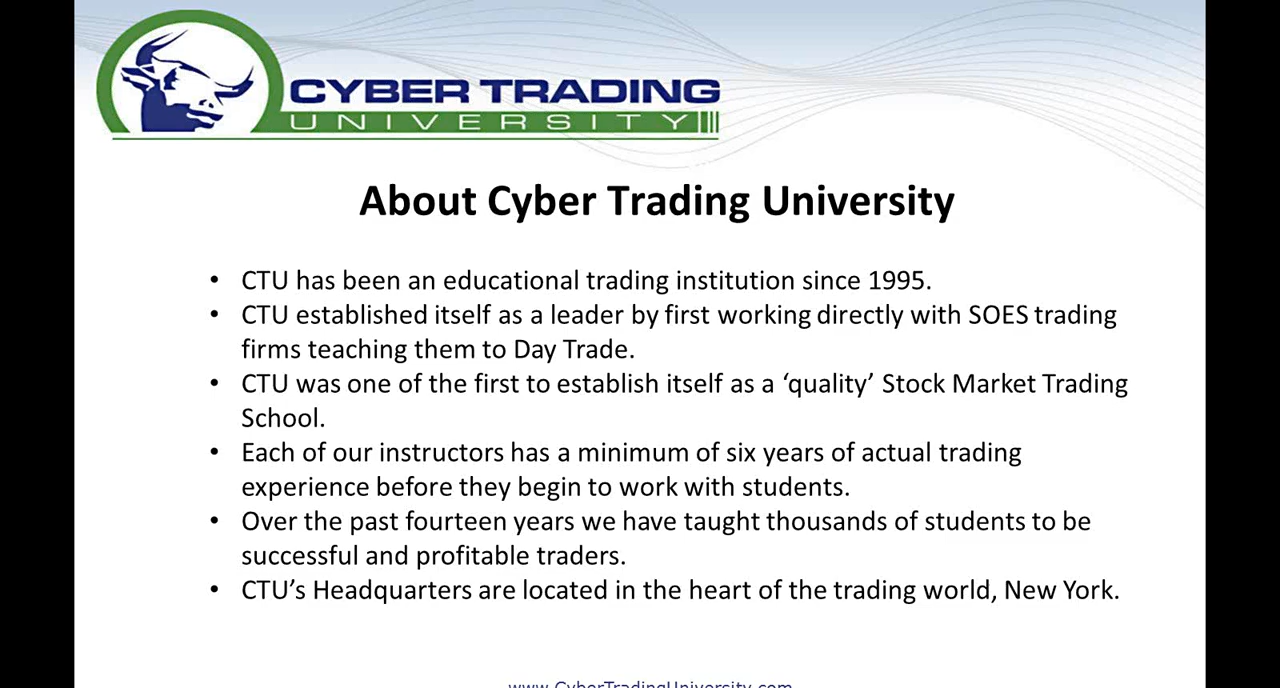 CYBER TRADING
UNIVERSITY
About Cyber Trading University
• CTU has been an educational trading institution since 1995.
• CTU established itself as a leader by first working directly with SOES trading
firms teaching them to Day Trade.
• CTU was one of the first to establish itself as a ‘quality’ Stock Market Trading
School.
• Each of our instructors has a minimum of six years of actual trading
experience before they begin to work with students.
• Over the past fourteen years we have taught thousands of students to be
successful and profitable traders.
• CTU’s Headquarters are located in the heart of the trading world, New York.
www.CyberTradingUniversity.com